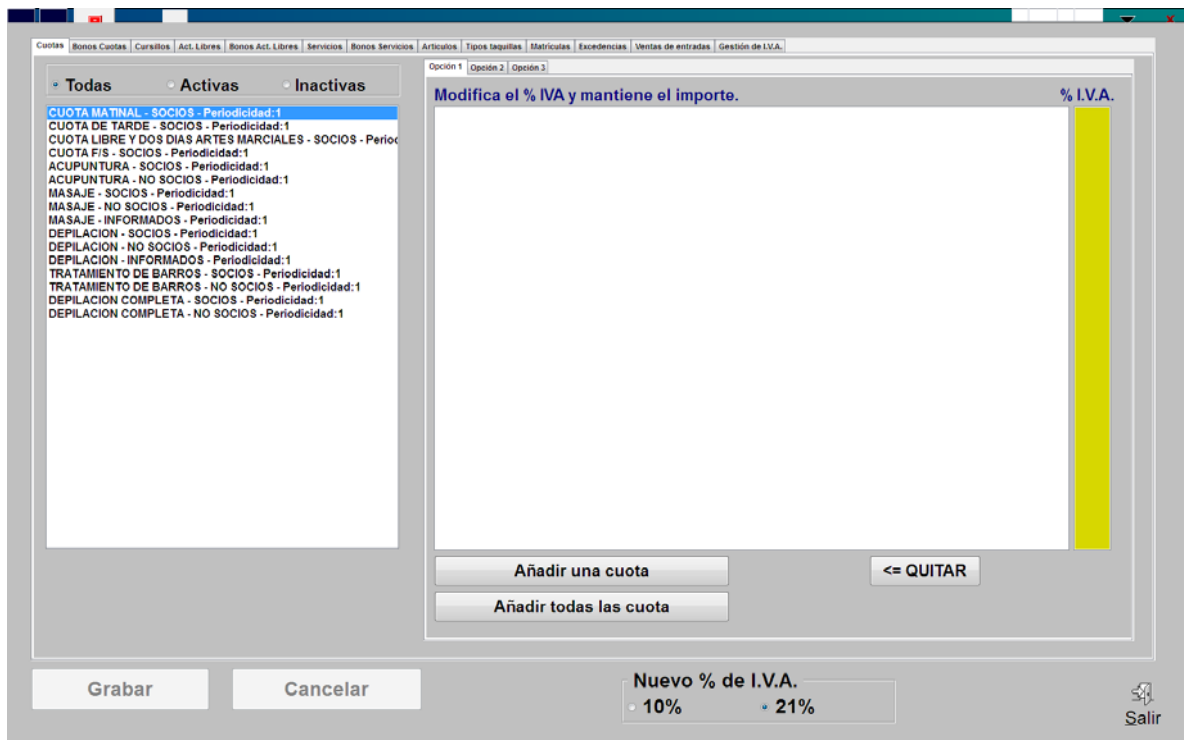 Cuotas Bonos Cuotas Cursillos Act. Libres Bonos Act. Libres Servicios Bonos Servicios Articulos Tipos taquillas Matrículas Excedencias Ventas de entradas Gestión de I.V.A.
Todas Activas Inactivas
CUOTA MATINAL - SOCIOS - Periodicidad:1
CUOTA DE TARDE - SOCIOS - Periodicidad:1
CUOTA LIBRE Y DOS DIAS ARTES MARCIALES - SOCIOS - Perioc
CUOTA F/S - SOCIOS - Periodicidad:1
ACUPUNTURA - SOCIOS - Periodicidad:1
ACUPUNTURA - NO SOCIOS - Periodicidad:1
MASAJE - SOCIOS - Periodicidad:1
MASAJE - NO SOCIOS - Periodicidad:1
MASAJE - INFORMADOS - Periodicidad:1
DEPILACION - SOCIOS - Periodicidad:1
DEPILACION - NO SOCIOS - Periodicidad:1
DEPILACION - INFORMADOS - Periodicidad:1
TRATAMIENTO DE BARROS - SOCIOS - Periodicidad:1
TRATAMIENTO DE BARROS - NO SOCIOS - Periodicidad:1
DEPILACION COMPLETA - SOCIOS - Periodicidad:1
DEPILACION COMPLETA - NO SOCIOS - Periodicidad:1
Opción 1 Opción 2 Opción 3
Modifica el % IVA y mantiene el importe. % I.V.A.
Añadir una cuota <= QUITAR
Añadir todas las cuota
Grabar Cancelar
Nuevo % de I.V.A.
10% 21%
Salir